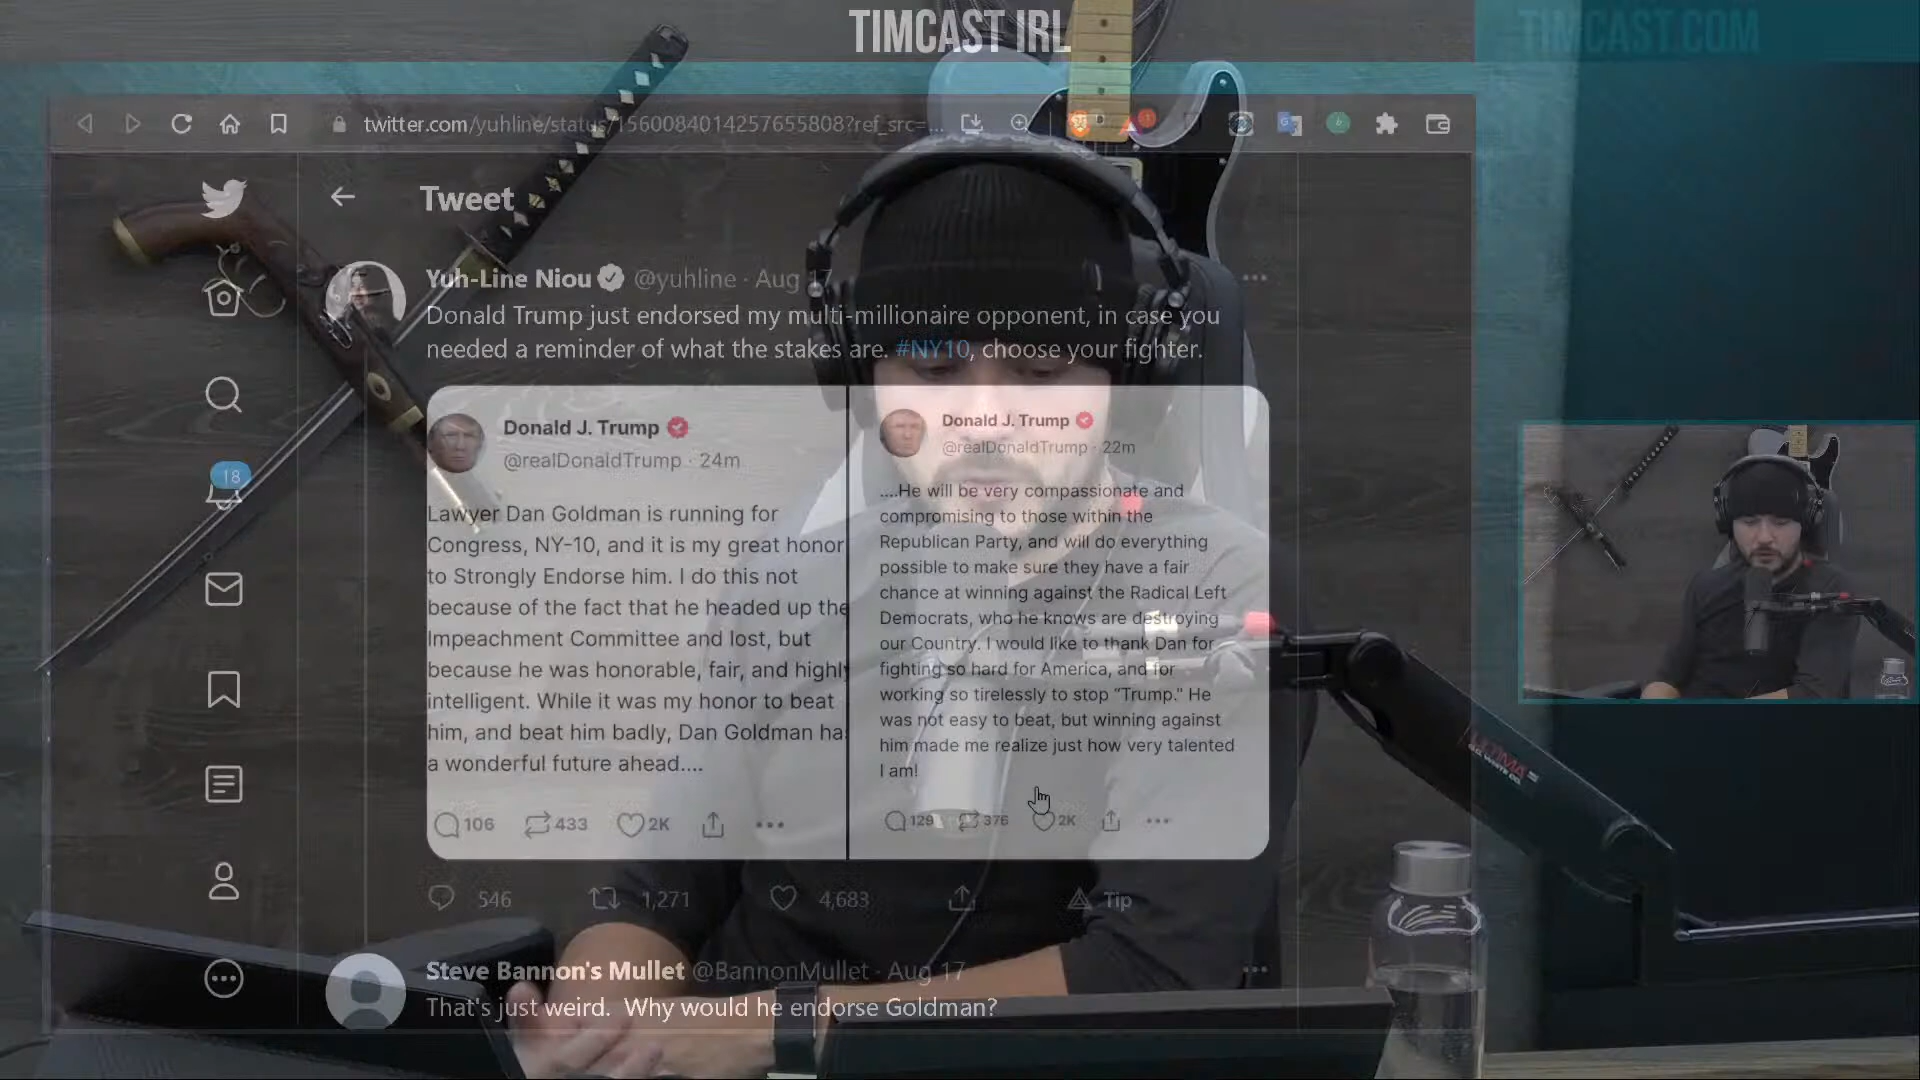 TIMCAST IRL
TIMCAST.COM
twitter.com/yuhline/status/1560084014257655808?ref_src=...
Tweet
Yuh-Line Niou @yuhline · Aug 17
Donald Trump just endorsed my multi-millionaire opponent, in case you
needed a reminder of what the stakes are. #NY10, choose your fighter.
Donald J. Trump
@realDonaldTrump · 24m
Lawyer Dan Goldman is running for
Congress, NY-10, and it is my great honor
to Strongly Endorse him. I do this not
because of the fact that he headed up the
Impeachment Committee and lost, but
because he was honorable, fair, and highly
intelligent. While it was my honor to beat
him, and beat him badly, Dan Goldman ha
a wonderful future ahead....
106 433 2K
Donald J. Trump
@realDonaldTrump · 22m
....He will be very compassionate and
compromising to those within the
Republican Party, and will do everything
possible to make sure they have a fair
chance at winning against the Radical Left
Democrats, who he knows are destroying
our Country. I would like to thank Dan for
fighting so hard for America, and for
working so tirelessly to stop "Trump." He
was not easy to beat, but winning against
him made me realize just how very talented
I am!
129 376 2K
546 1,271 4,683 Tip
Steve Bannon's Mullet @BannonMullet · Aug 17
That's just weird. Why would he endorse Goldman?
18